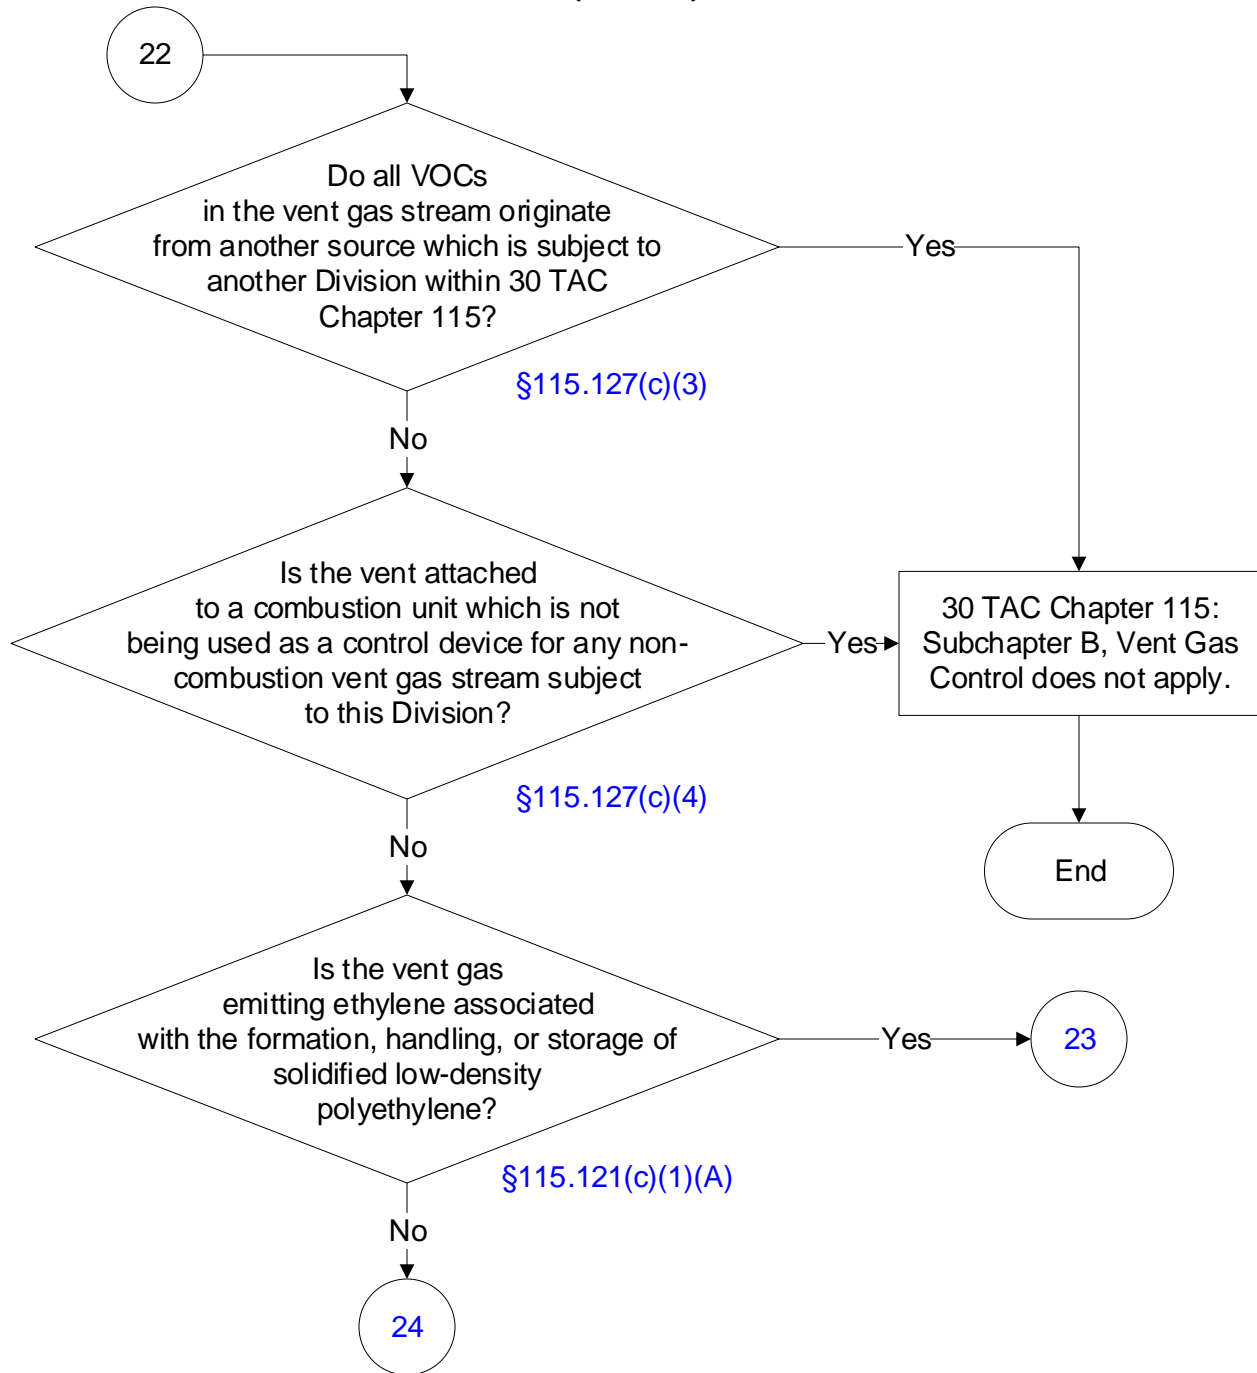 22
Do all VOCs
in the vent gas stream originate
from another source which is subject to
another Division within 30 TAC
Chapter 115?
Yes
§115.127(c)(3)
No
Is the vent attached
to a combustion unit which is not
being used as a control device for any non-
combustion vent gas stream subject
to this Division?
Yes
30 TAC Chapter 115:
Subchapter B, Vent Gas
Control does not apply.
§115.127(c)(4)
No
End
Is the vent gas
emitting ethylene associated
with the formation, handling, or storage of
solidified low-density
polyethylene?
Yes
23
§115.121(c)(1)(A)
No
24